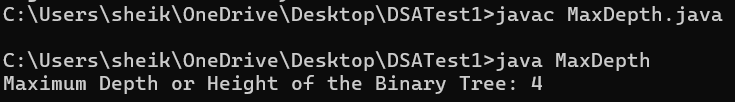 C:\Users\sheik\OneDrive\Desktop\DSATest1>javac MaxDepth.java
C:\Users\sheik\OneDrive\Desktop\DSATest1>java MaxDepth
Maximum Depth or Height of the Binary Tree: 4